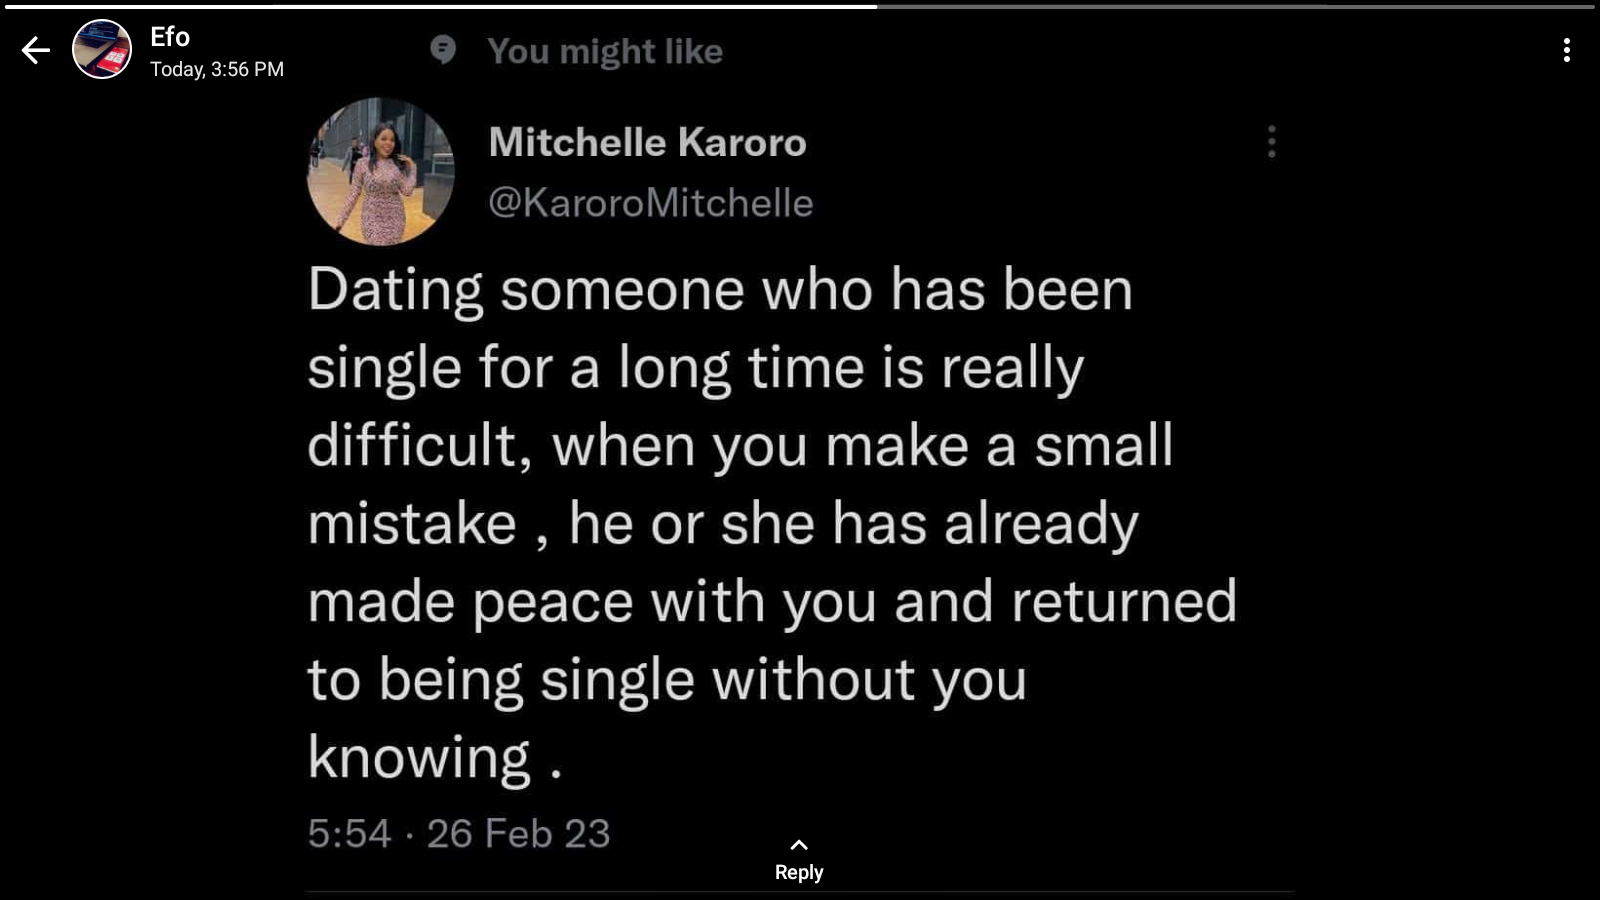 Efo
Today, 3:56 PM
You might like
Mitchelle Karoro
@KaroroMitchelle
Dating someone who has been
single for a long time is really
difficult, when you make a small
mistake , he or she has already
made peace with you and returned
to being single without you
knowing .
5:54 · 26 Feb 23
Reply